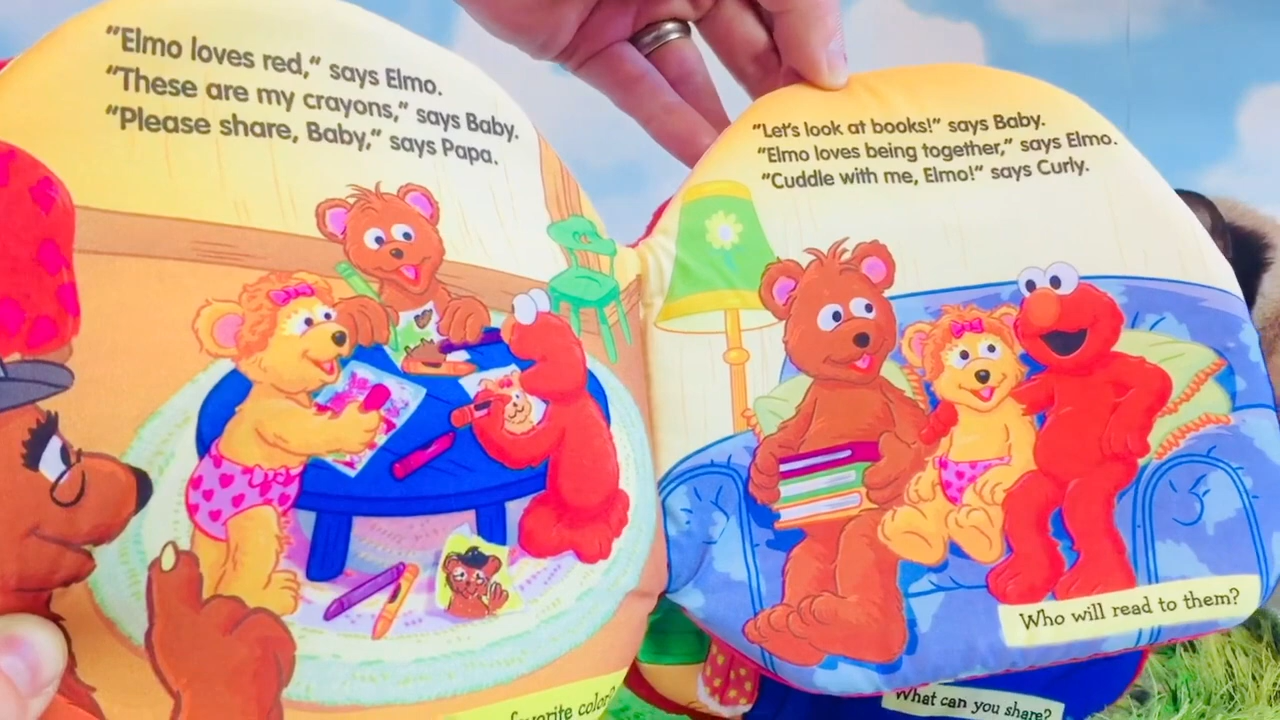 "Elmo loves red," says Elmo.
"These are my crayons," says Baby.
"Please share, Baby," says Papa.
"Let's look at books!" says Baby.
"Elmo loves being together," says Elmo.
"Cuddle with me, Elmo!" says Curly.
Who will read to them?
What can you share?
color?